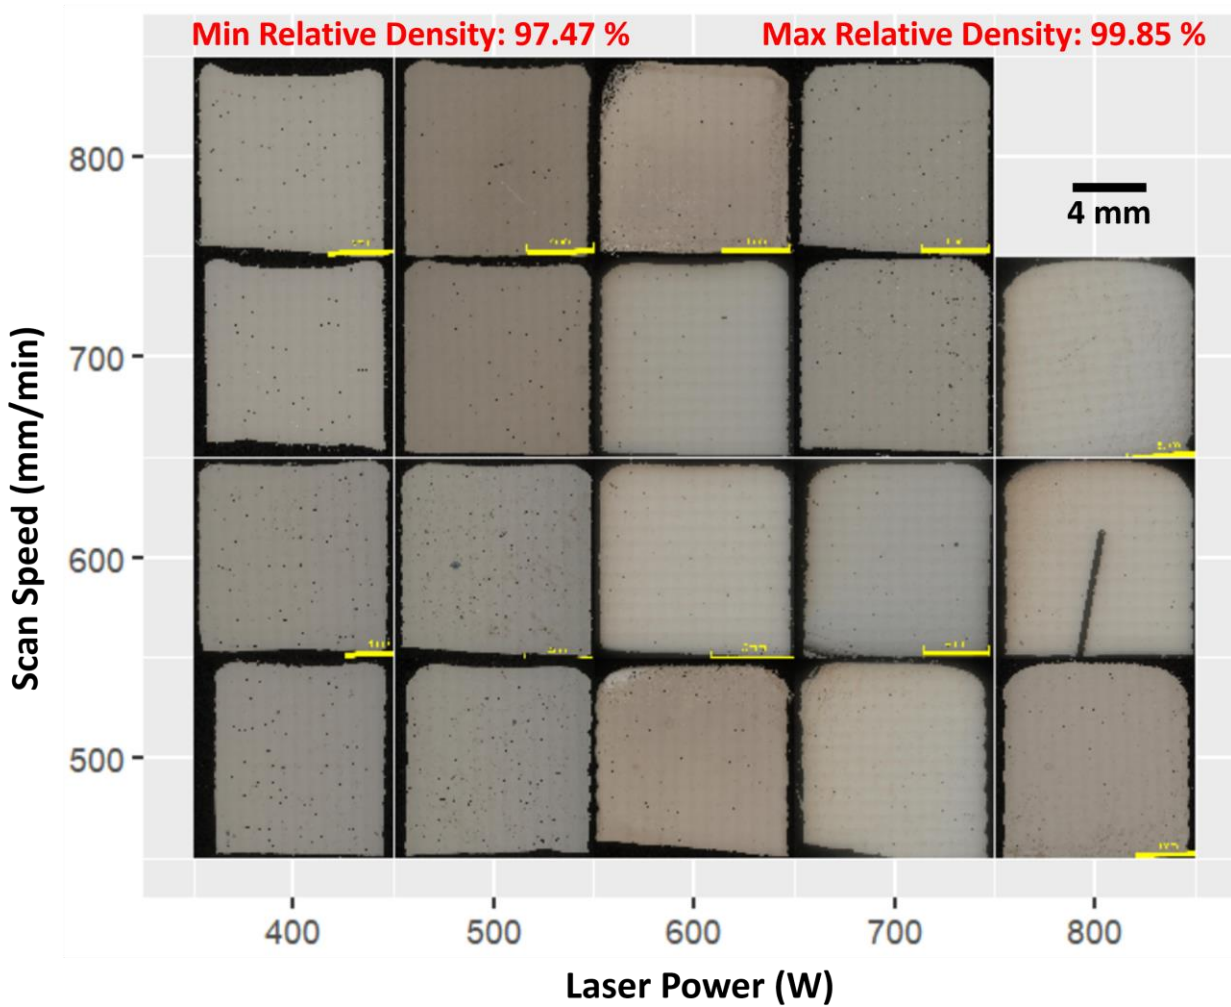 Min Relative Density: 97.47 %
Max Relative Density: 99.85 %
800
4 mm
700
600
500
Scan Speed (mm/min)
400
500
600
700
800
Laser Power (W)